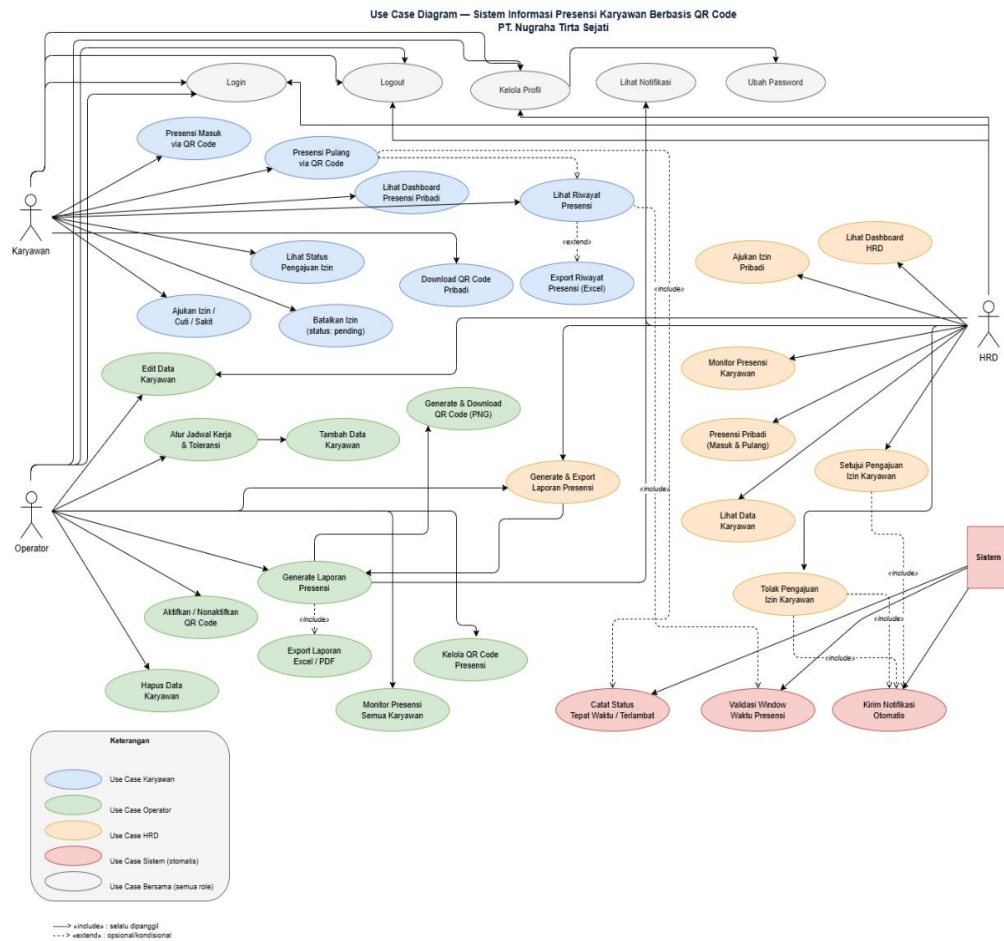 Use Case Diagram — Sistem Informasi Presensi Karyawan Berbasis QR Code
PT. Nugraha Tirta Sejati
Login
Logout
Kelola Profil
Lihat Notifikasi
Ubah Password
Presensi Masuk
via QR Code
Presensi Pulang
via QR Code
Lihat Dashboard
Presensi Pribadi
Lihat Riwayat
Presensi
Karyawan
Lihat Status
Pengajuan Izin
«extend»
Download QR Code
Pribadi
Export Riwayat
Presensi (Excel)
«include»
Ajukan Izin
Pribadi
Lihat Dashboard
HRD
Ajukan Izin /
Cuti / Sakit
Batalkan Izin
(status: pending)
HRD
Edit Data
Karyawan
Monitor Presensi
Karyawan
Generate & Download
QR Code (PNG)
Atur Jadwal Kerja
& Toleransi
Tambah Data
Karyawan
Presensi Pribadi
(Masuk & Pulang)
Setujui Pengajuan
Izin Karyawan
Generate & Export
Laporan Presensi
«include»
Lihat Data
Karyawan
Operator
Sistem
Generate Laporan
Presensi
Tolak Pengajuan
Izin Karyawan
Aktifkan / Nonaktifkan
QR Code
«include»
«include»
Export Laporan
Excel / PDF
Kelola QR Code
Presensi
«include»
Hapus Data
Karyawan
Monitor Presensi
Semua Karyawan
Catat Status
Tepat Waktu / Terlambat
Validasi Window
Waktu Presensi
Kirim Notifikasi
Otomatis
Keterangan
Use Case Karyawan
Use Case Operator
Use Case HRD
Use Case Sistem (otomatis)
Use Case Bersama (semua role)
-----> «include» : selalu dipanggil
- - - > «extend» : opsional/kondisional